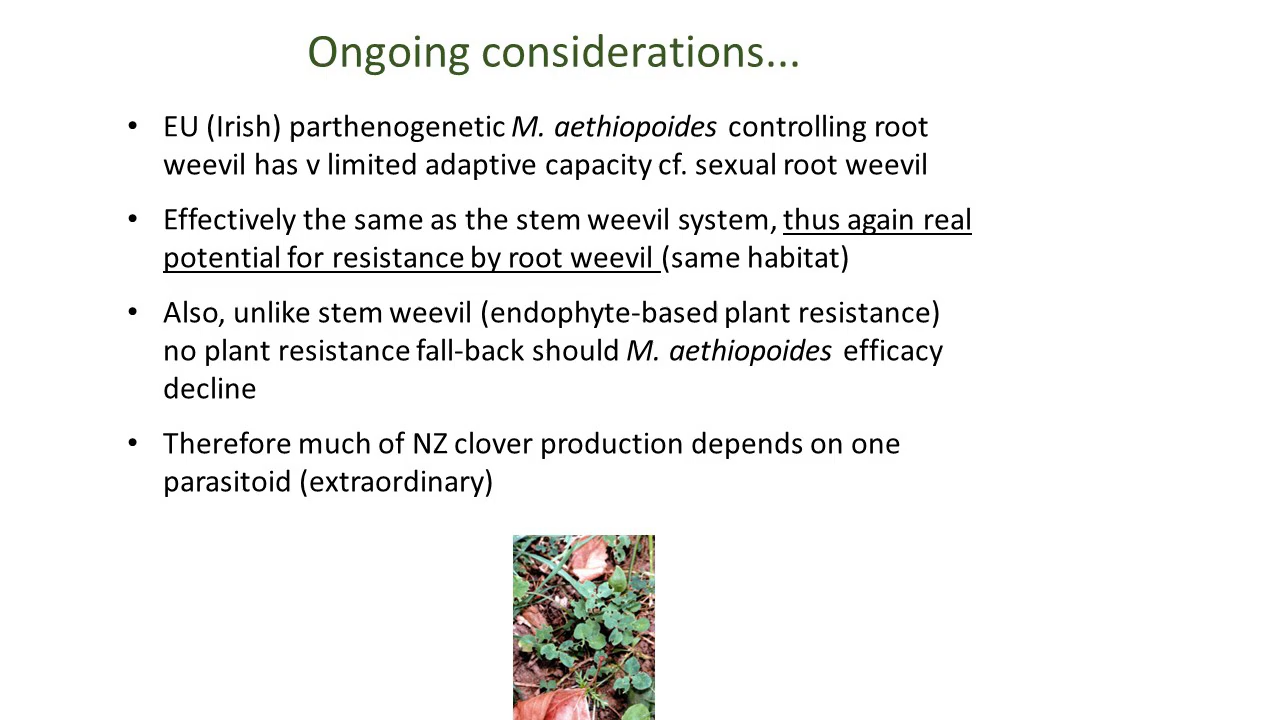 Ongoing considerations...
• EU (Irish) parthenogenetic M. aethiopoides controlling root
weevil has v limited adaptive capacity cf. sexual root weevil
• Effectively the same as the stem weevil system, thus again real
potential for resistance by root weevil (same habitat)
• Also, unlike stem weevil (endophyte-based plant resistance)
no plant resistance fall-back should M. aethiopoides efficacy
decline
• Therefore much of NZ clover production depends on one
parasitoid (extraordinary)